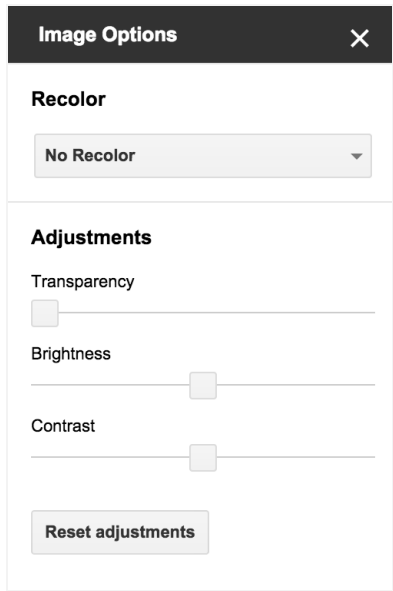 Image Options
Recolor
No Recolor
Adjustments
Transparency
Brightness
Contrast
Reset adjustments